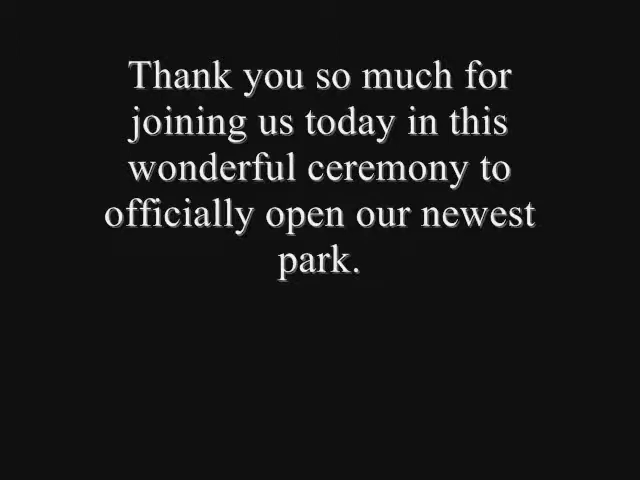 Thank you so much for
joining us today in this
wonderful ceremony to
officially open our newest
park.